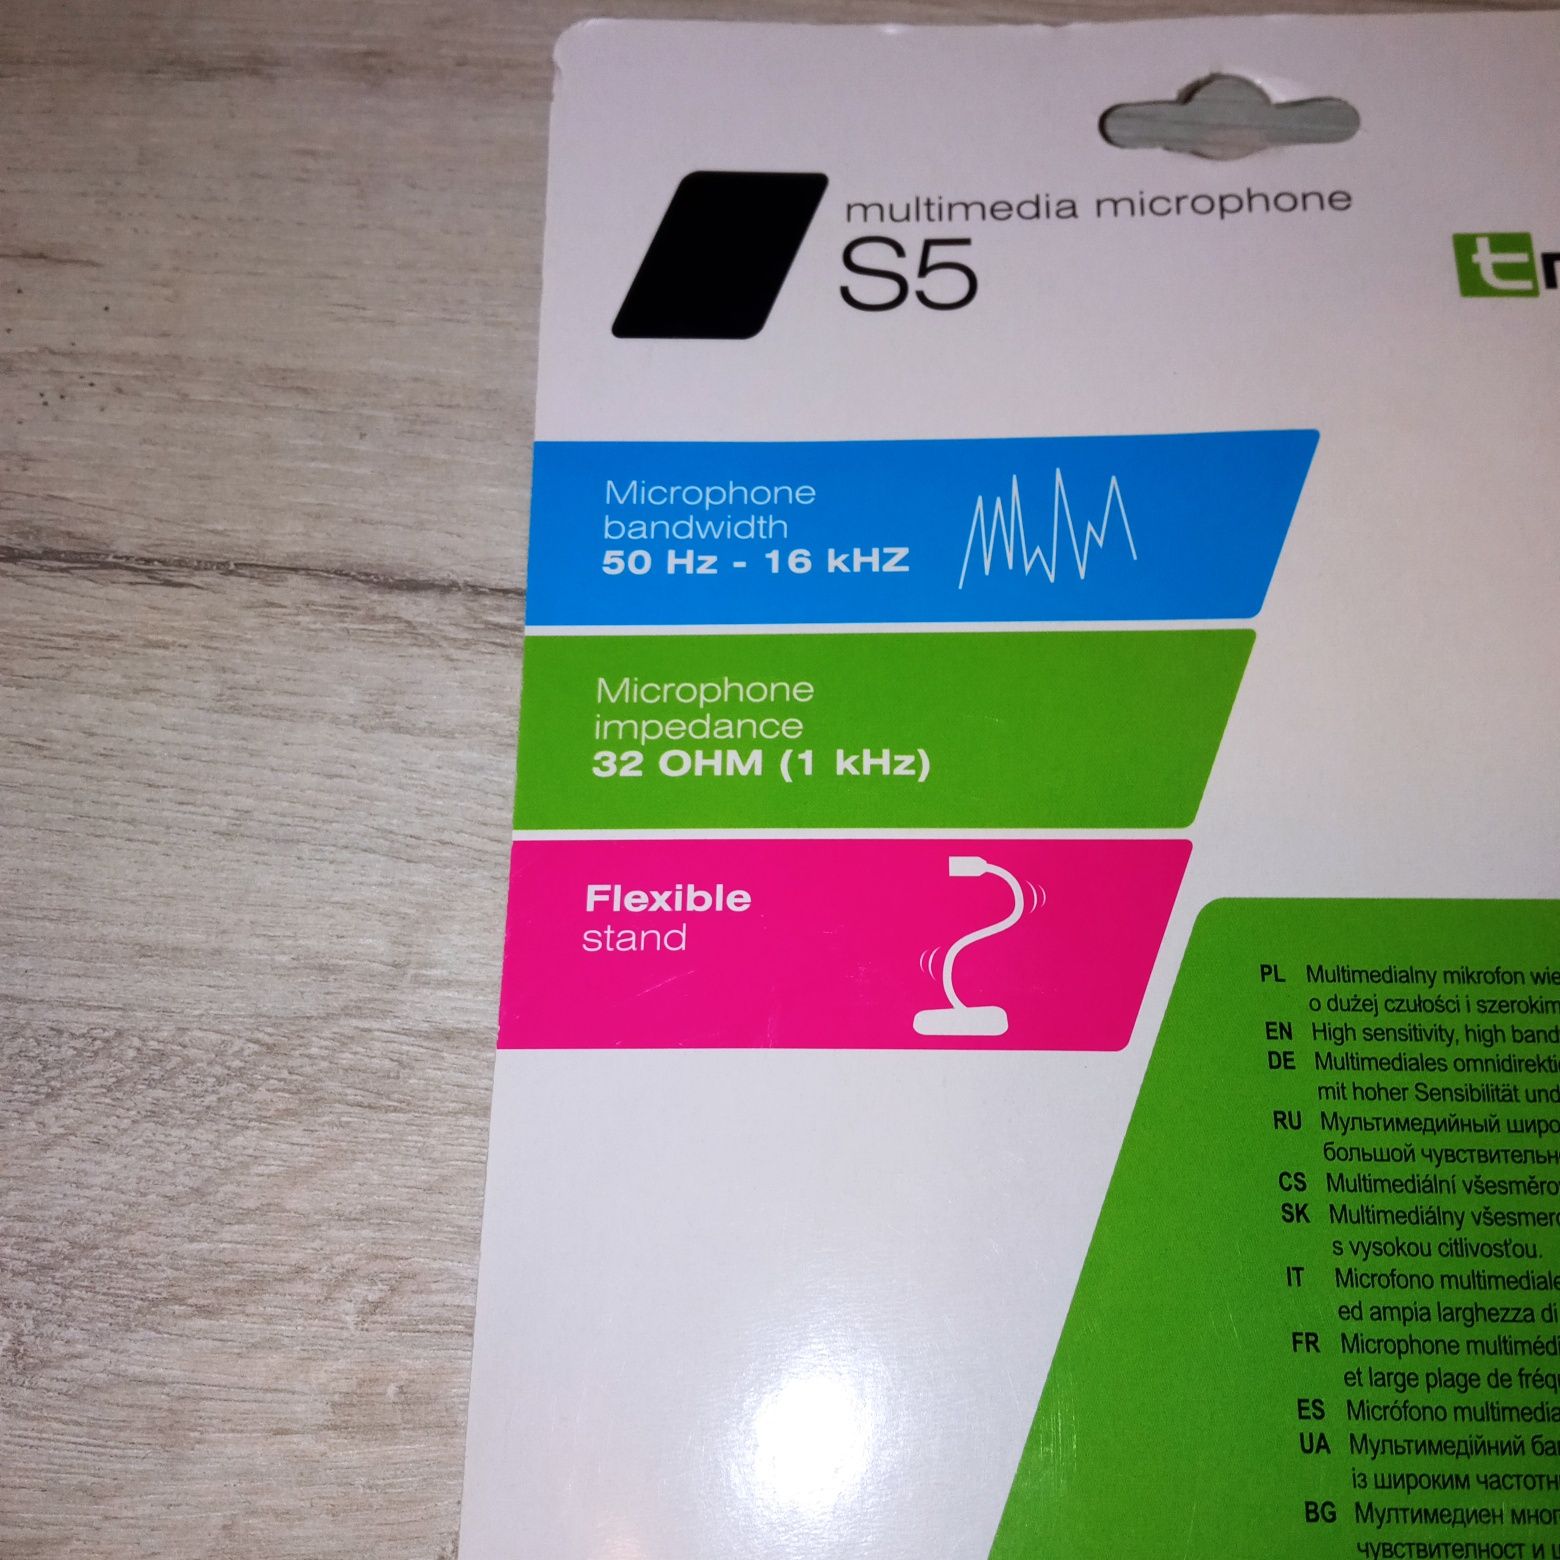 multimedia microphone
S5
Microphone
bandwidth
50 Hz - 16 kHZ
Microphone
impedance
32 OHM (1 kHz)
Flexible
stand
PL Multimedialny mikrofon
o dużej czułości i szerokim
EN High sensitivity, high
DE Multimediales
mit hoher Sensibilität und
RU Мультимедийный
большой
CS Multimediální
SK Multimediálny
s vysokou citlivosťou.
IT Microfono multimediale
ed ampia larghezza di
FR Microphone
et large plage de
ES Micrófono multimedia
UA Мультимедійний
із широким
BG Мултимедиен
чувствителност и